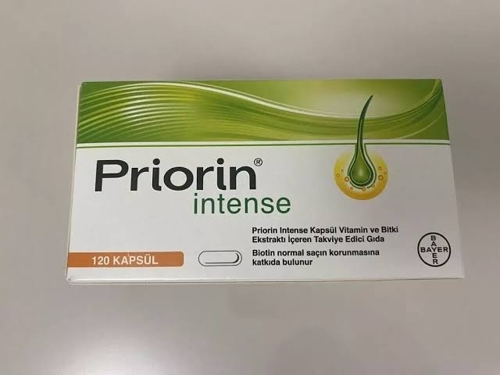 Priorin®
intense
Priorin Intense Kapsül Vitamin ve Bitki
Ekstraktı İçeren Takviye Edici Gıda
Biotin normal saçın korunmasına
katkıda bulunur
120 KAPSÜL
BAYER
BAYER